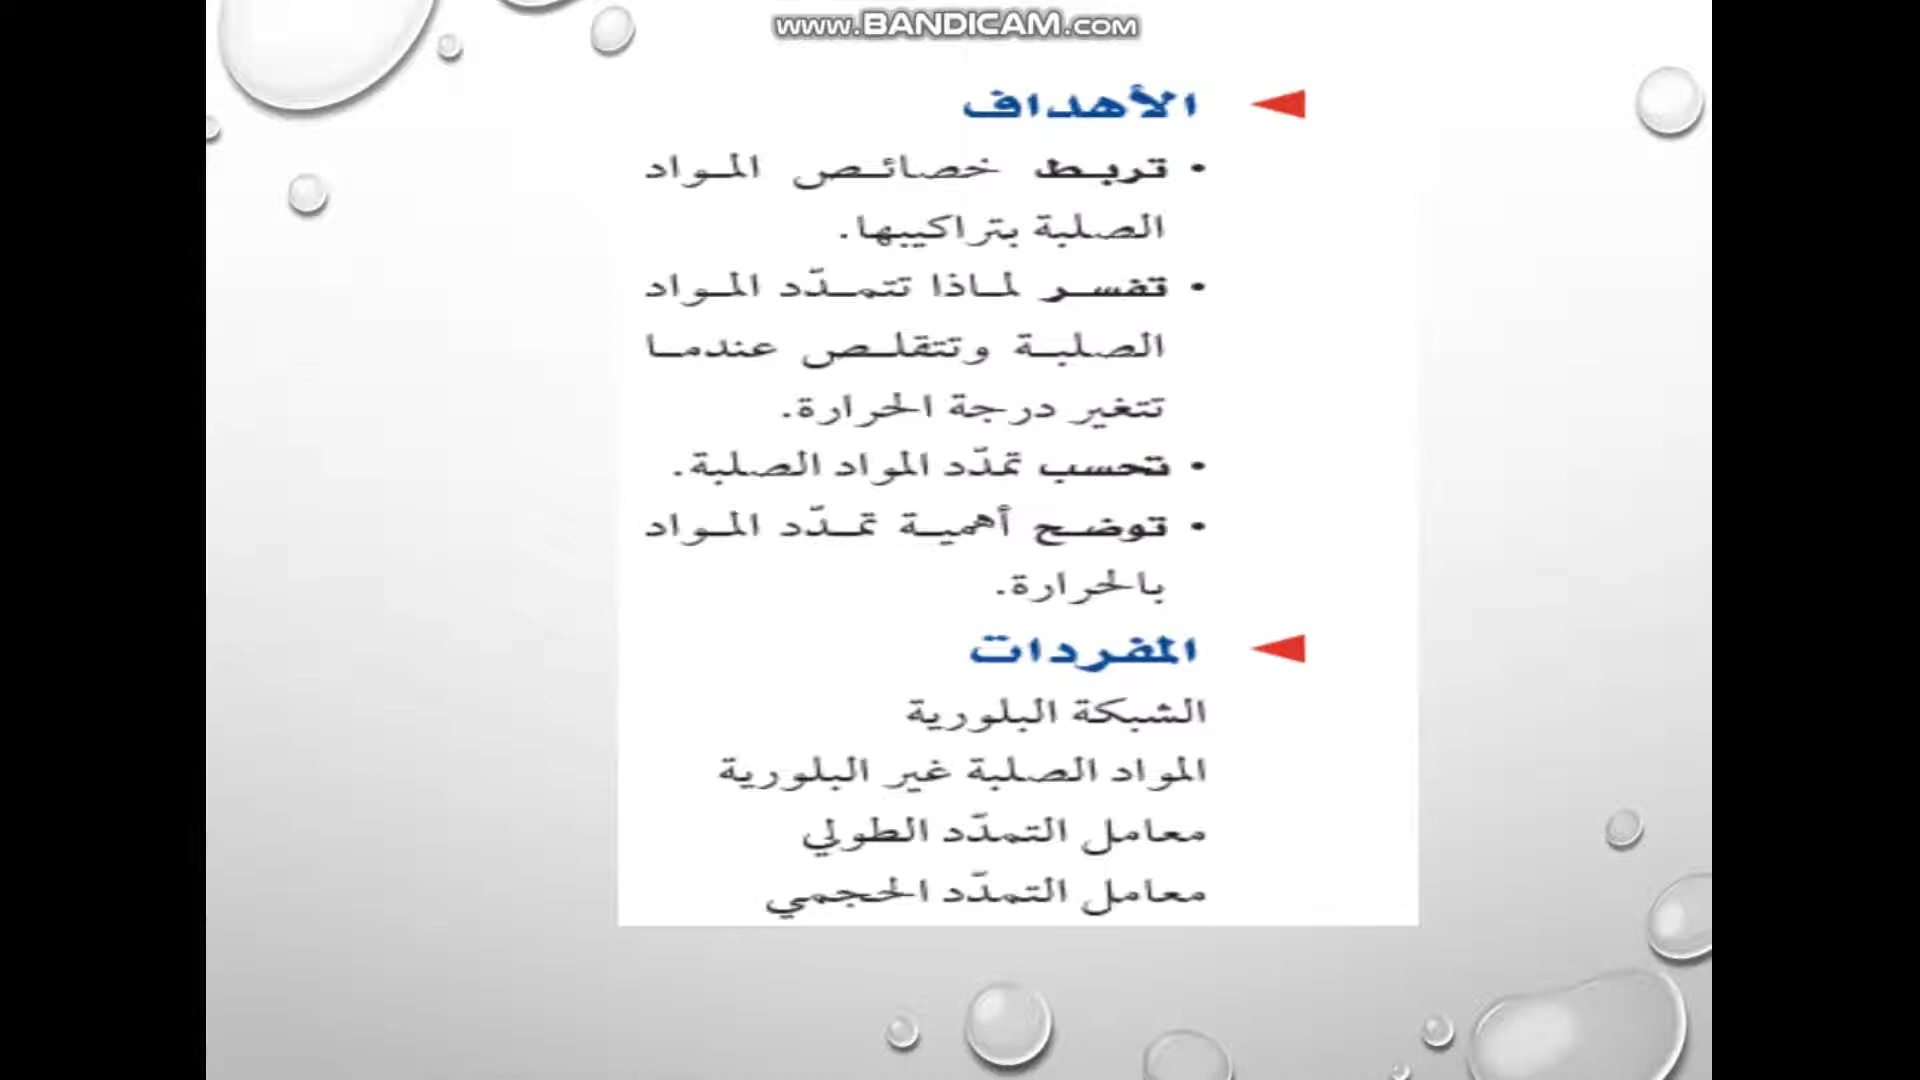 www.BANDICAM.com
الأهداف
• تربط خصائص المواد
الصلبة بتراكيبها.
• تفسر لماذا تتمدّد المواد
الصلبة وتتقلص عندما
تتغير درجة الحرارة.
• تحسب تمدّد المواد الصلبة.
• توضح أهمية تمدّد المواد
بالحرارة.
المفردات
الشبكة البلورية
المواد الصلبة غير البلورية
معامل التمدّد الطولي
معامل التمدّد الحجمي